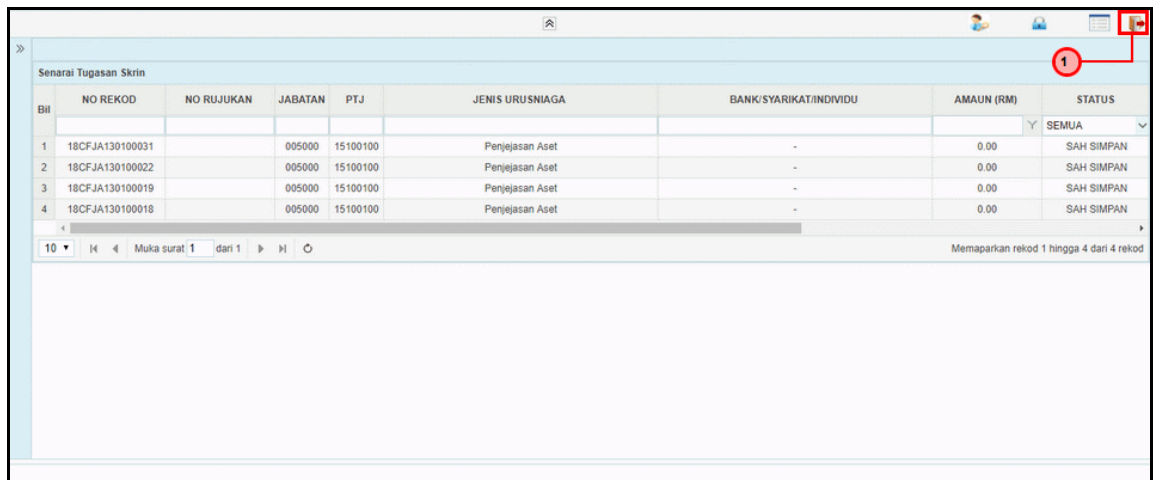 1
Senarai Tugasan Skrin
Bil NO REKOD NO RUJUKAN JABATAN PTJ JENIS URUSNIAGA BANK/SYARIKAT/INDIVIDU AMAUN (RM) STATUS
SEMUA
1 18CFJA130100031 005000 15100100 Penjejasan Aset - 0.00 SAH SIMPAN
2 18CFJA130100022 005000 15100100 Penjejasan Aset - 0.00 SAH SIMPAN
3 18CFJA130100019 005000 15100100 Penjejasan Aset - 0.00 SAH SIMPAN
4 18CFJA130100018 005000 15100100 Penjejasan Aset - 0.00 SAH SIMPAN
10 Muka surat 1 dari 1 Memaparkan rekod 1 hingga 4 dari 4 rekod